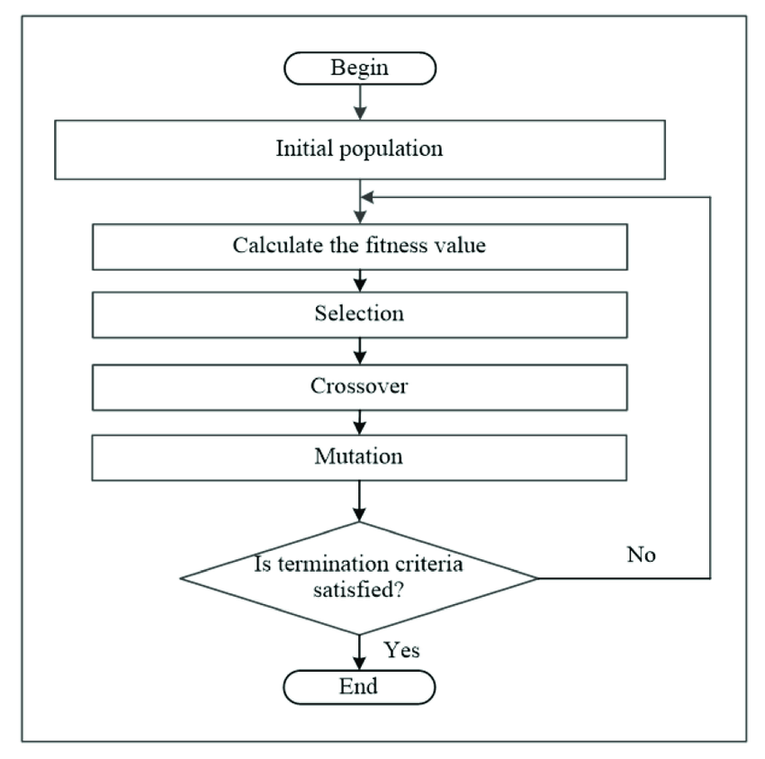 Begin
Initial population
Calculate the fitness value
Selection
Crossover
Mutation
Is termination criteria
satisfied?
No
Yes
End